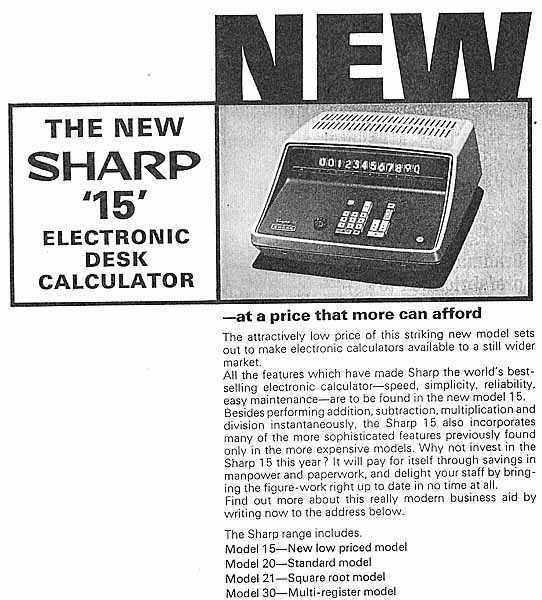 NEW
THE NEW
SHARP
'15'
ELECTRONIC
DESK
CALCULATOR
001234567890
—at a price that more can afford
The attractively low price of this striking new model sets
out to make electronic calculators available to a still wider
market.
All the features which have made Sharp the world's best-
selling electronic calculator—speed, simplicity, reliability,
easy maintenance—are to be found in the new model 15.
Besides performing addition, subtraction, multiplication and
division instantaneously, the Sharp 15 also incorporates
many of the more sophisticated features previously found
only in the more expensive models. Why not invest in the
Sharp 15 this year? It will pay for itself through savings in
manpower and paperwork, and delight your staff by bring-
ing the figure-work right up to date in no time at all.
Find out more about this really modern business aid by
writing now to the address below.
The Sharp range includes.
Model 15—New low priced model
Model 20—Standard model
Model 21—Square root model
Model 30—Multi-register model